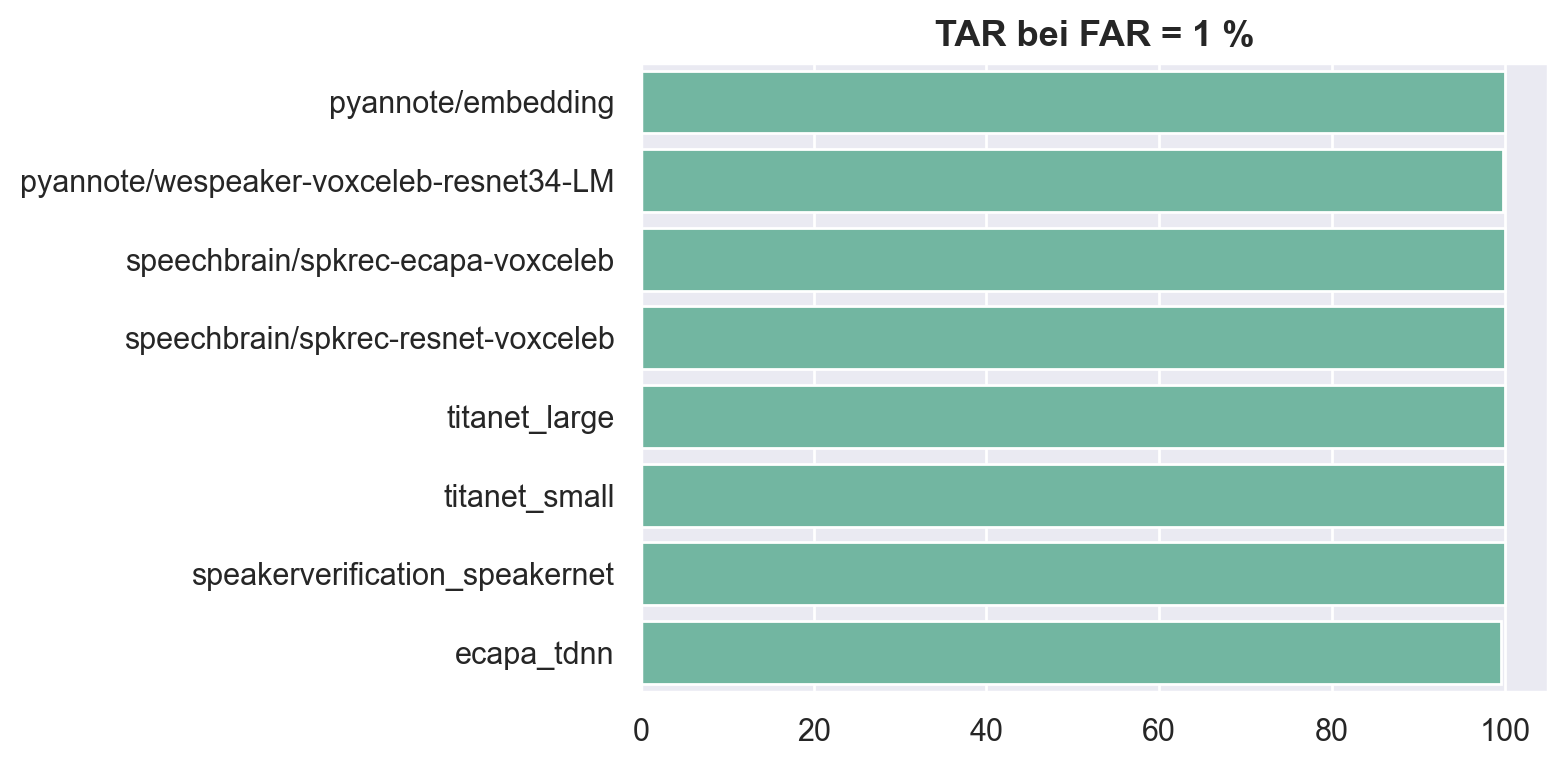 TAR bei FAR = 1 %
pyannote/embedding
pyannote/wespeaker-voxceleb-resnet34-LM
speechbrain/spkrec-ecapa-voxceleb
speechbrain/spkrec-resnet-voxceleb
titanet_large
titanet_small
speakerverification_speakernet
ecapa_tdnn
0 20 40 60 80 100